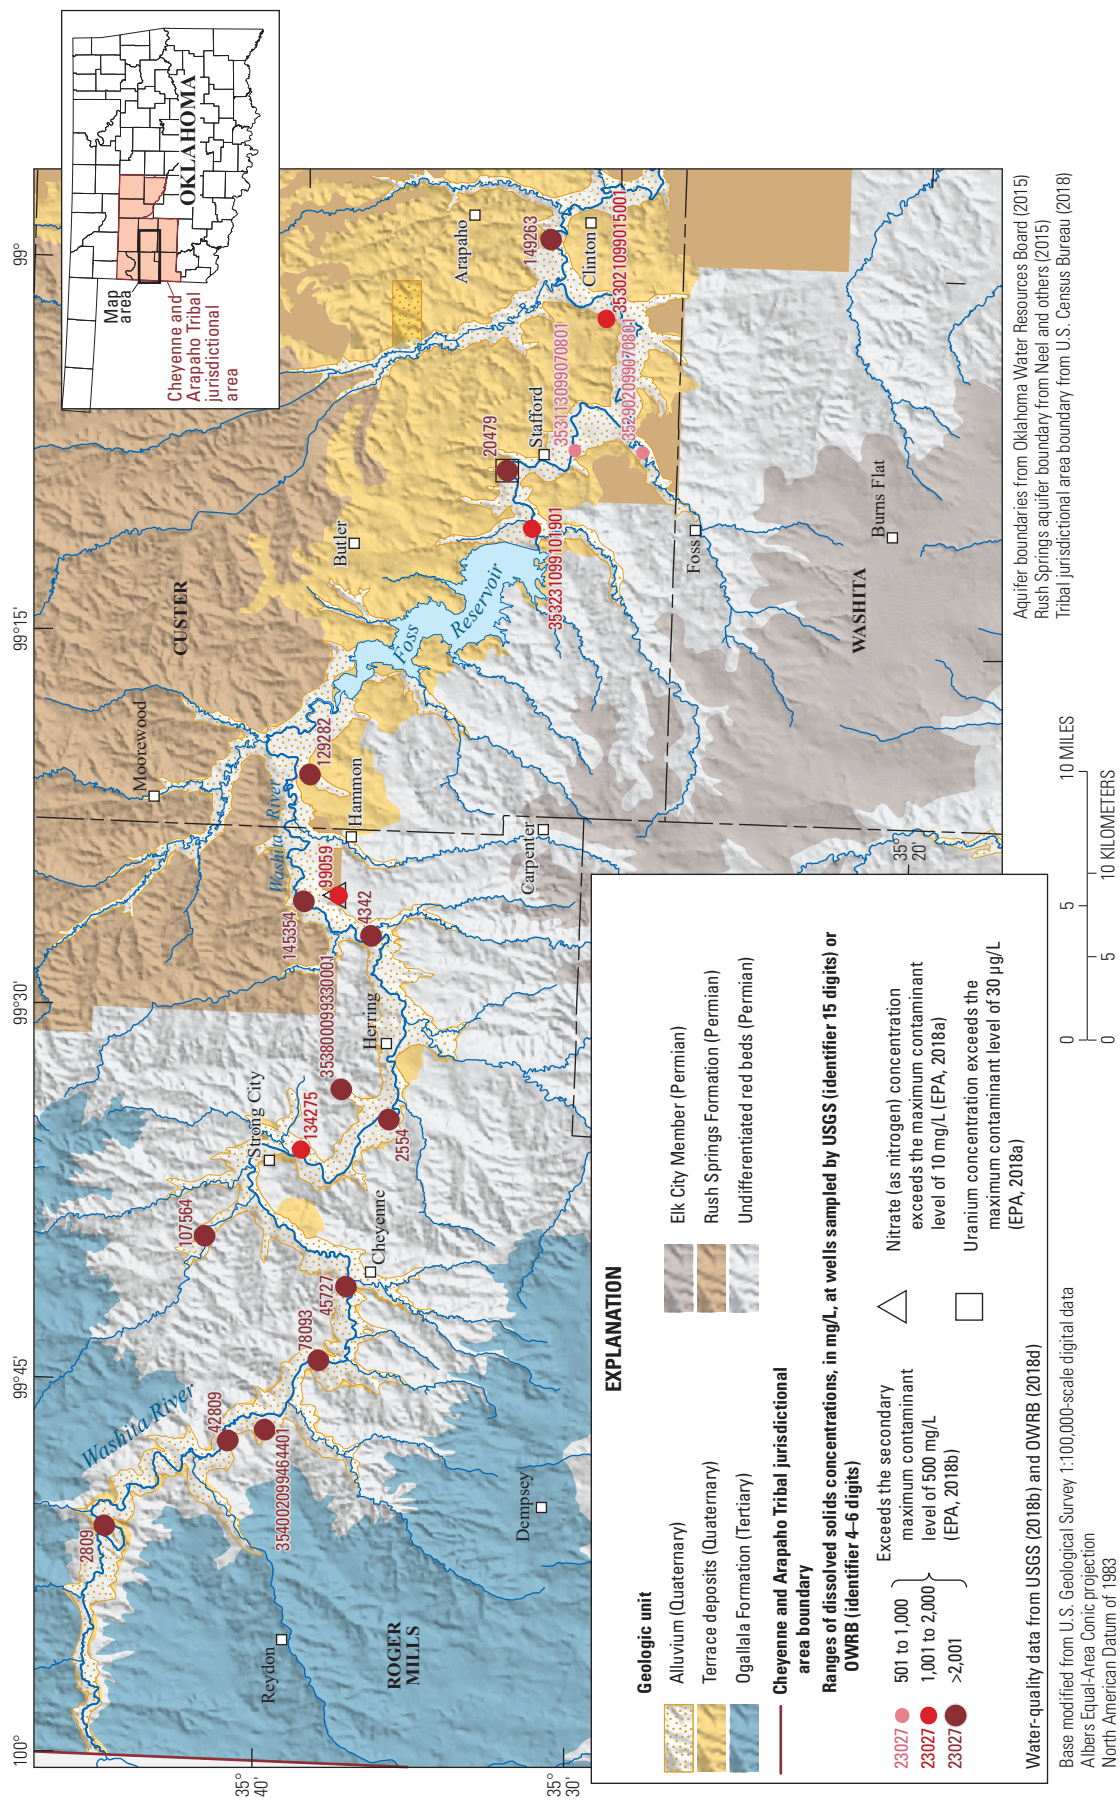 100°
99°45'
99°30'
99°15'
99°
35°
40'
35°
30'
35°
20'
OKLAHOMA
Map
area
Cheyenne and
Arapaho Tribal
jurisdictional
area
ROGER
MILLS
CUSTER
WASHITA
Washita River
Washita River
Foss
Reservoir
Reydon
Dempsey
Cheyenne
Strong City
Herring
Hammon
Moorewood
Carpenter
Butler
Stafford
Arapaho
Clinton
Foss
Burns Flat
2809
42809
354002099464401
78093
45727
107564
134275
2554
353800099330001
4342
145354
99059
129282
353231099101901
20479
353113099070801
352902099070801
353021099015001
149263
EXPLANATION
Geologic unit
Alluvium (Quaternary)
Terrace deposits (Quaternary)
Ogallala Formation (Tertiary)
Elk City Member (Permian)
Rush Springs Formation (Permian)
Undifferentiated red beds (Permian)
Cheyenne and Arapaho Tribal jurisdictional
area boundary
Ranges of dissolved solids concentrations, in mg/L, at wells sampled by USGS (identifier 15 digits) or
OWRB (identifier 4–6 digits)
23027 501 to 1,000
23027 1,001 to 2,000
23027 >2,001
Exceeds the secondary
maximum contaminant
level of 500 mg/L
(EPA, 2018b)
Nitrate (as nitrogen) concentration
exceeds the maximum contaminant
level of 10 mg/L (EPA, 2018a)
Uranium concentration exceeds the
maximum contaminant level of 30 µg/L
(EPA, 2018a)
Water-quality data from USGS (2018b) and OWRB (2018d)
Base modified from U.S. Geological Survey 1:100,000-scale digital data
Albers Equal-Area Conic projection
North American Datum of 1983
0 5 10 MILES
0 5 10 KILOMETERS
Aquifer boundaries from Oklahoma Water Resources Board (2015)
Rush Springs aquifer boundary from Neel and others (2015)
Tribal jurisdictional area boundary from U.S. Census Bureau (2018)